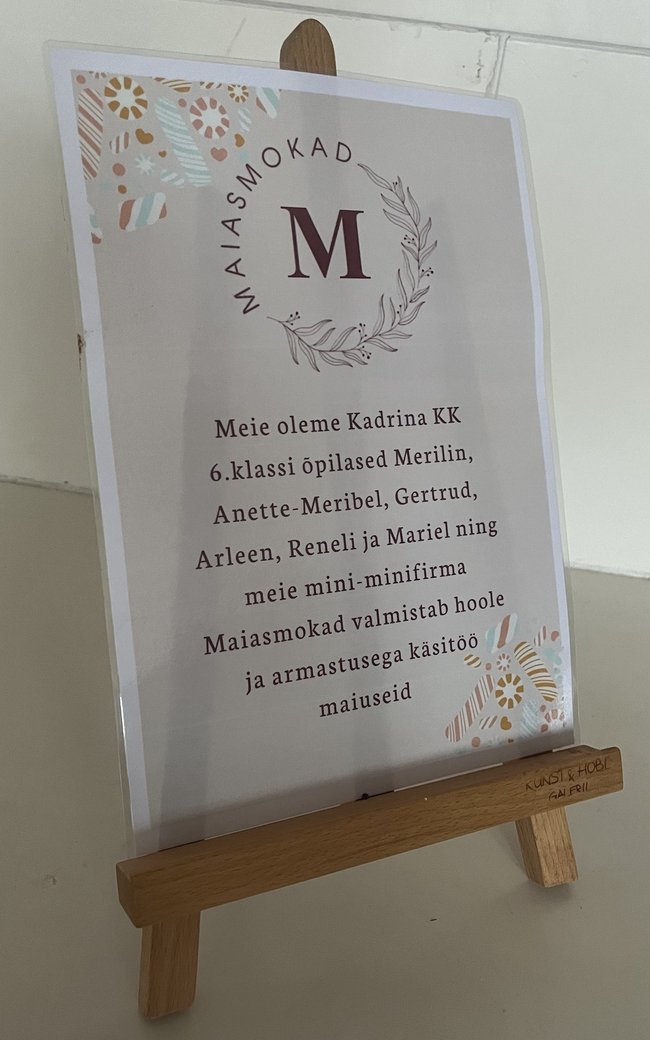 MAIASMOKAD
M
Meie oleme Kadrina KK
6.klassi õpilased Merilin,
Anette-Meribel, Gertrud,
Arleen, Reneli ja Mariel ning
meie mini-minifirma
Maiasmokad valmistab hoole
ja armastusega käsitöö
maiuseid
KUNST & HOBI
GALERII